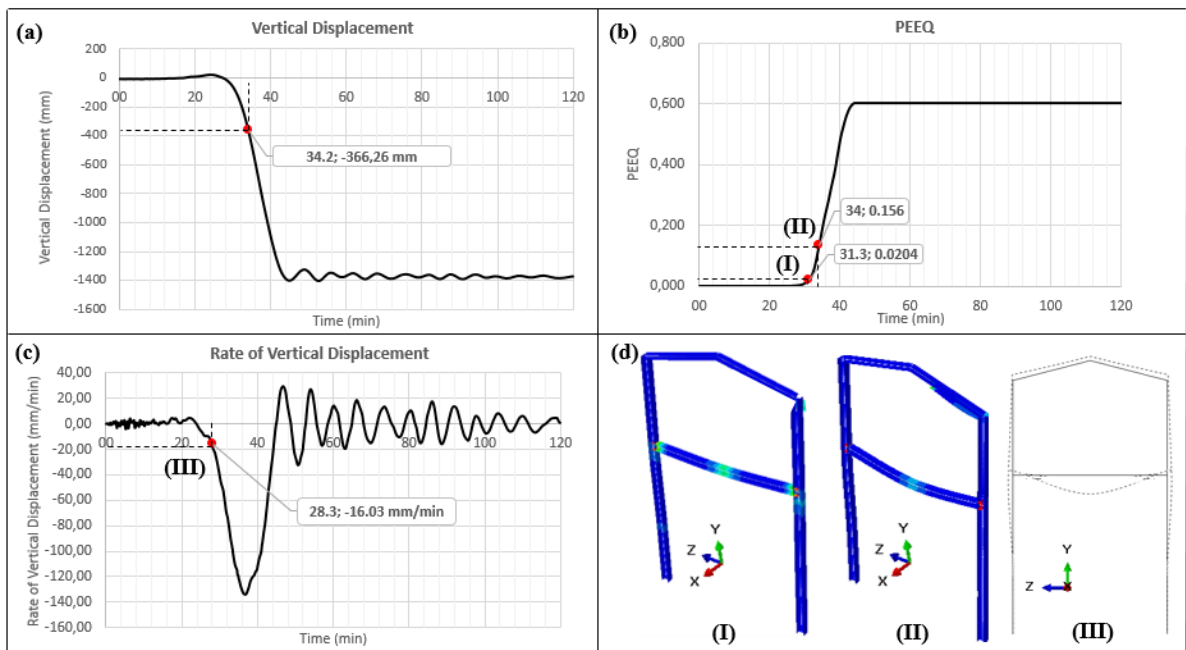 (a)
Vertical Displacement
Vertical Displacement (mm)
200
0
-200
-400
-600
-800
-1000
-1200
-1400
-1600
00 20 40 60 80 100 120
34.2; -366,26 mm
Time (min)
(b)
PEEQ
PEEQ
0,800
0,600
0,400
0,200
0,000
(II)
34; 0.156
(I)
31.3; 0.0204
00 20 40 60 80 100 120
Time (min)
(c)
Rate of Vertical Displacement
Rate of Vertical Displacement (mm/min)
40,00
20,00
0,00
-20,00
-40,00
-60,00
-80,00
-100,00
-120,00
-140,00
-160,00
00 20 40 60 80 100 120
(III)
28.3; -16.03 mm/min
Time (min)
(d)
Y
Z
X
(I)
Y
Z
X
(II)
Y
Z
X
(III)